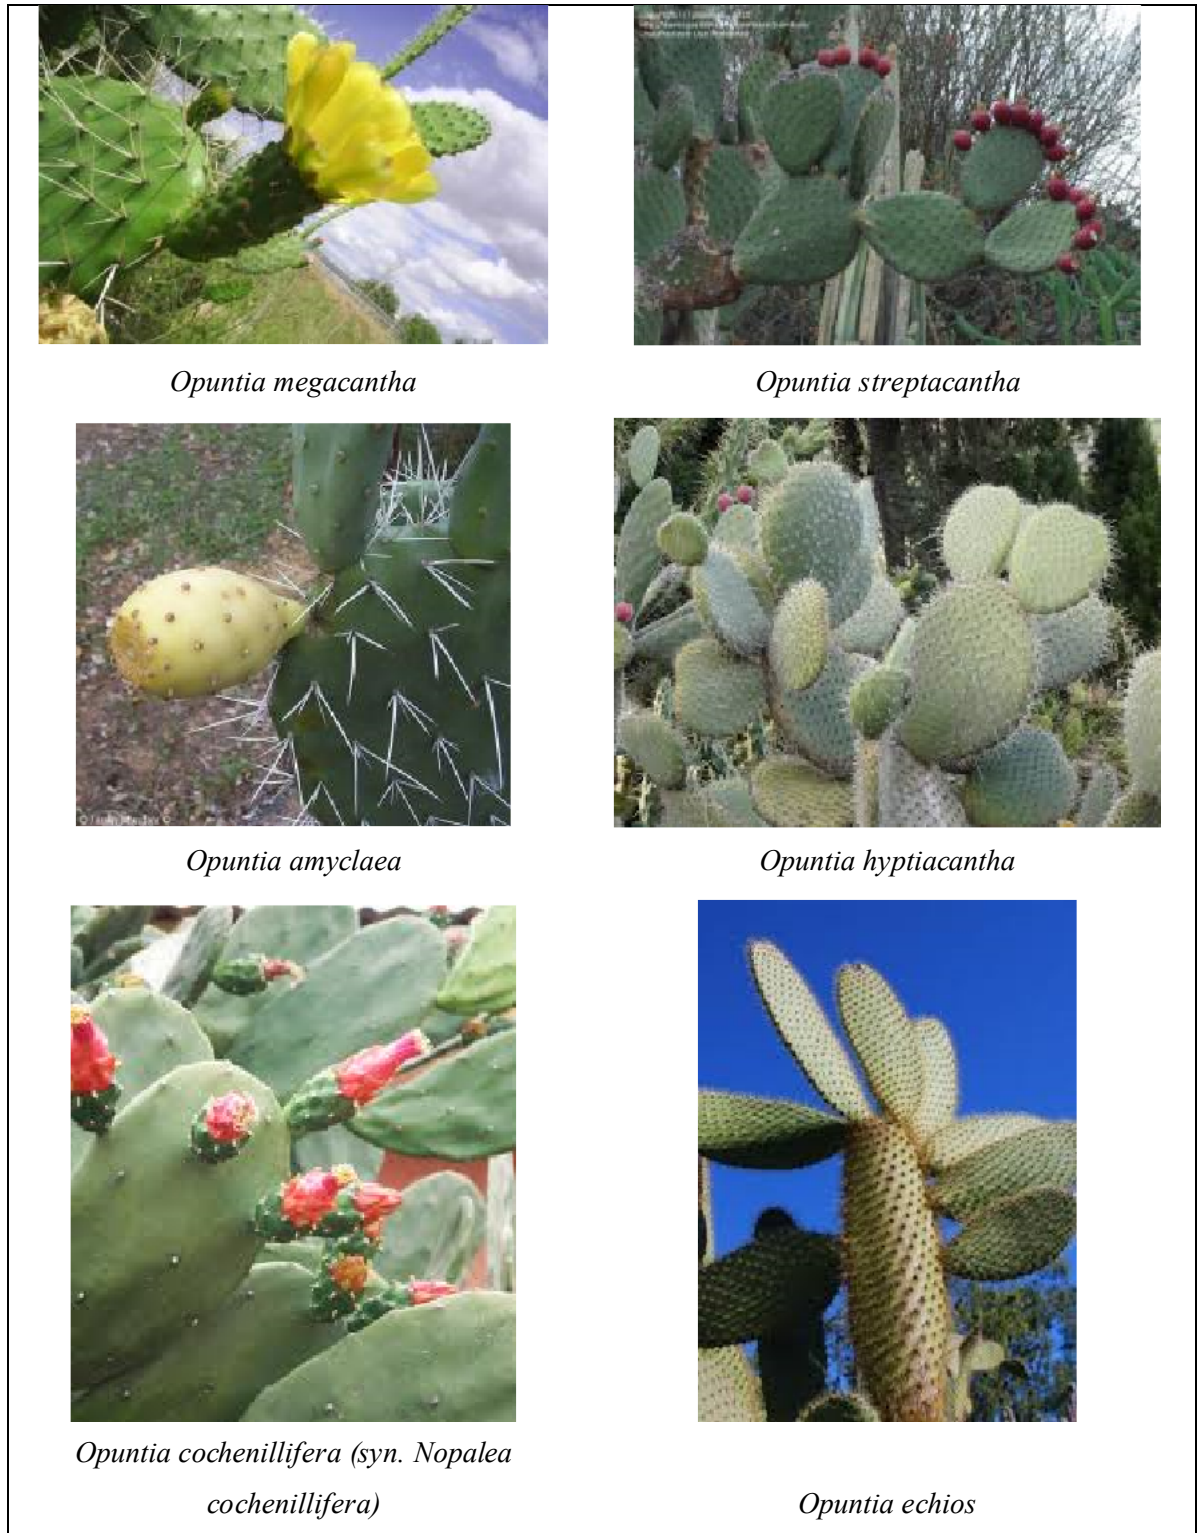 Opuntia megacantha
Opuntia streptacantha
Opuntia amyclaea
Opuntia hyptiacantha
Opuntia cochenillifera (syn. Nopalea
cochenillifera)
Opuntia echios